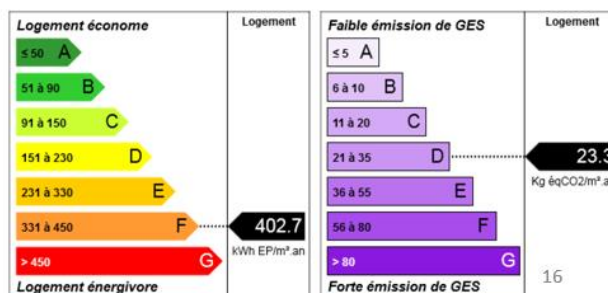 Logement économe
Logement
≤ 50 A
51 à 90 B
91 à 150 C
151 à 230 D
231 à 330 E
331 à 450 F
402.7
kWh EP/m².an
> 450 G
Logement énergivore
Faible émission de GES
Logement
≤ 5 A
6 à 10 B
11 à 20 C
21 à 35 D
23.3
Kg éqCO2/m².a
36 à 55 E
56 à 80 F
> 80 G
Forte émission de GES
16